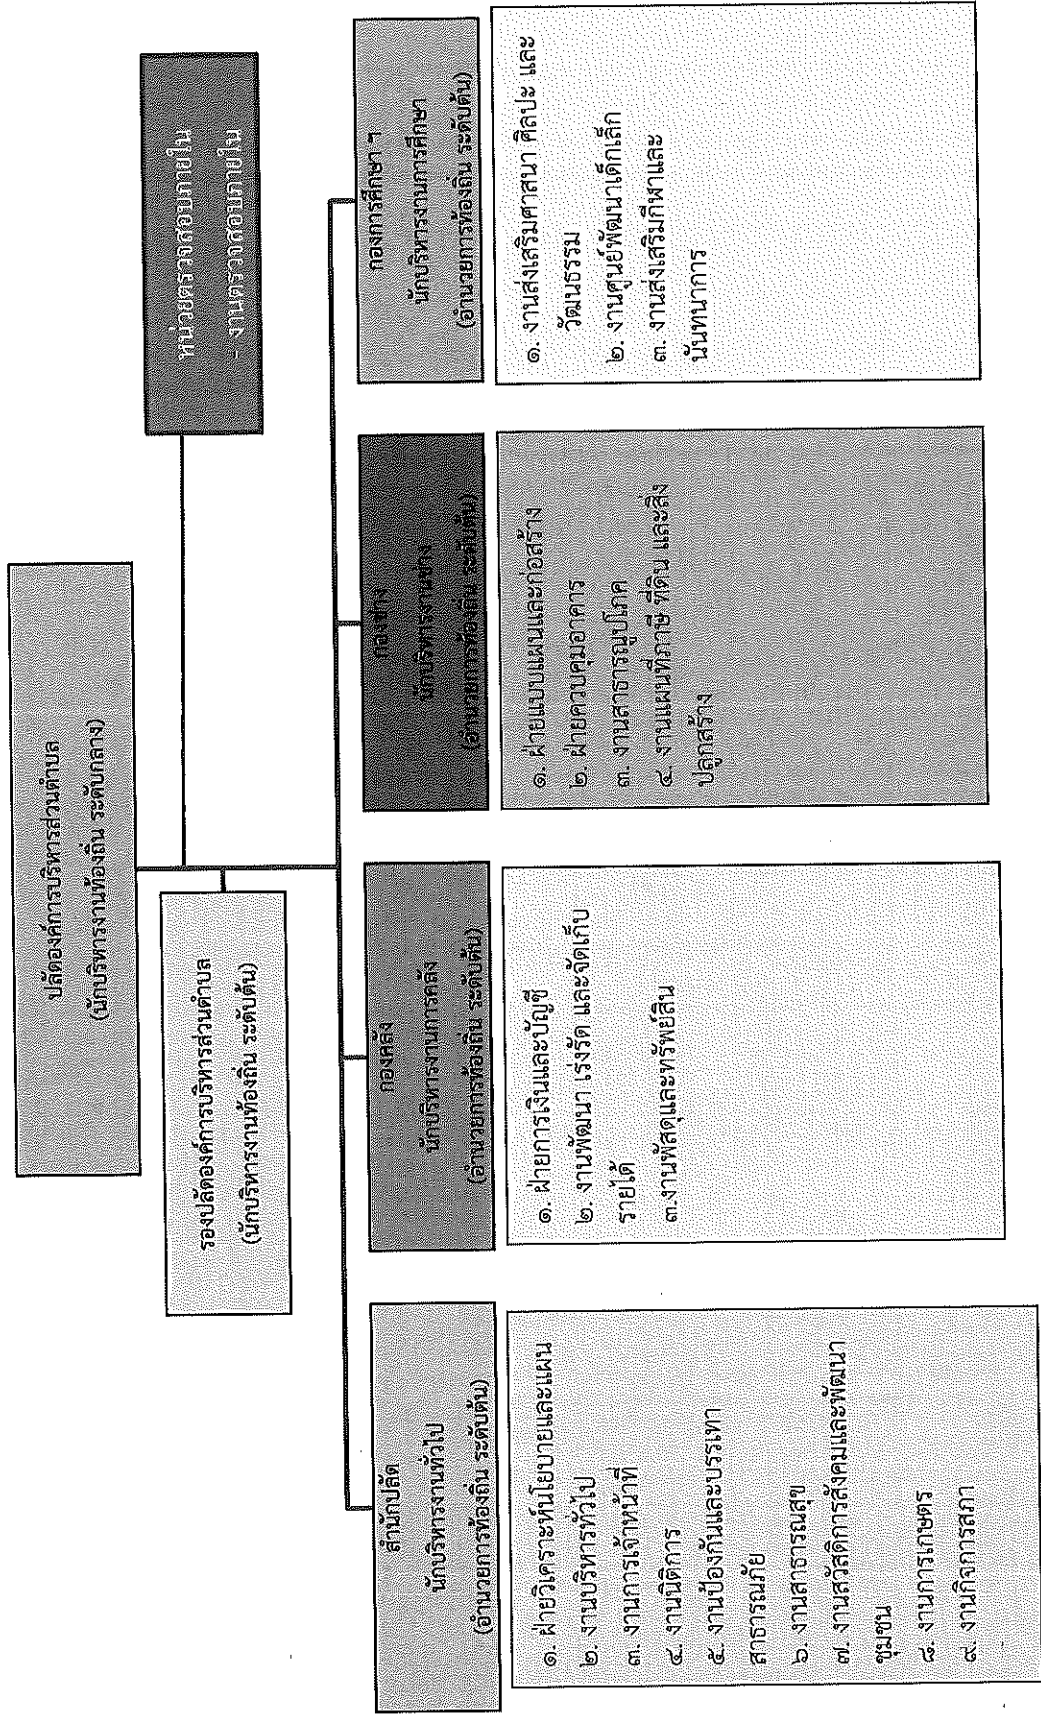 ปลัดองค์การบริหารส่วนตำบล
(นักบริหารงานท้องถิ่น ระดับกลาง)
หน่วยตรวจสอบภายใน
- งานตรวจสอบภายใน
รองปลัดองค์การบริหารส่วนตำบล
(นักบริหารงานท้องถิ่น ระดับต้น)
สำนักปลัด
นักบริหารงานทั่วไป
(อำนวยการท้องถิ่น ระดับต้น)
๑. ฝ่ายวิเคราะห์นโยบายและแผน
๒. งานบริหารทั่วไป
๓. งานการเจ้าหน้าที่
๔. งานนิติการ
๕. งานป้องกันและบรรเทา
สาธารณภัย
๖. งานสาธารณสุข
๗. งานสวัสดิการสังคมและพัฒนา
ชุมชน
๘. งานการเกษตร
๙. งานกิจการสภา
กองคลัง
นักบริหารงานการคลัง
(อำนวยการท้องถิ่น ระดับต้น)
๑. ฝ่ายการเงินและบัญชี
๒. งานพัฒนา เร่งรัด และจัดเก็บ
รายได้
๓.งานพัสดุและทรัพย์สิน
กองช่าง
นักบริหารงานช่าง
(อำนวยการท้องถิ่น ระดับต้น)
๑. ฝ่ายแบบแผนและก่อสร้าง
๒. ฝ่ายควบคุมอาคาร
๓. งานสาธารณูปโภค
๔. งานแผนที่ภาษี ที่ดิน และสิ่ง
ปลูกสร้าง
กองการศึกษา ฯ
นักบริหารงานการศึกษา
(อำนวยการท้องถิ่น ระดับต้น)
๑. งานส่งเสริมศาสนา ศิลปะ และ
วัฒนธรรม
๒. งานศูนย์พัฒนาเด็กเล็ก
๓. งานส่งเสริมกีฬาและ
นันทนาการ